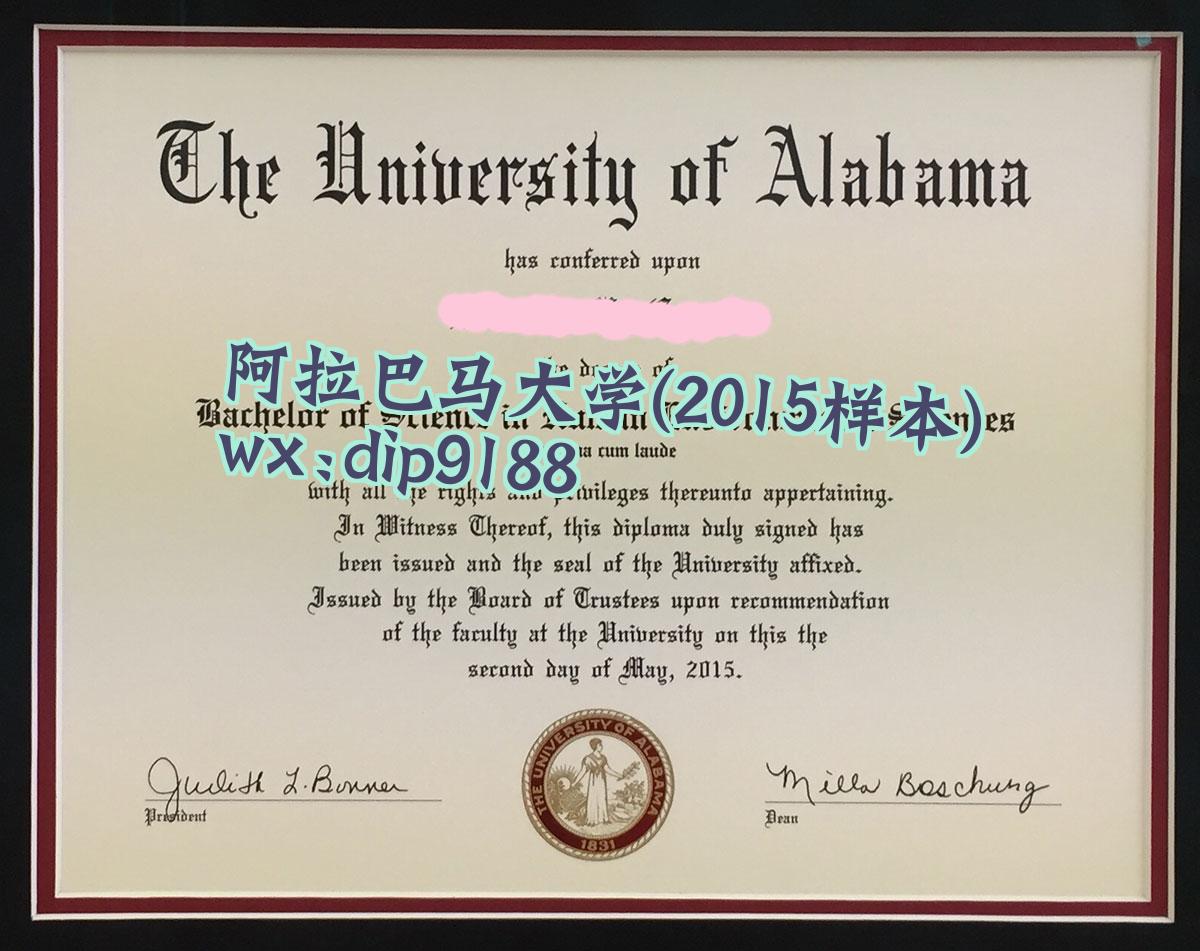 The University of Alabama
has conferred upon
阿拉巴马大学(2015样本)
Bachelor of Science in
wx:dip9188
cum laude
with all the rights and privileges thereunto appertaining.
In Witness Thereof, this diploma duly signed has
been issued and the seal of the University affixed.
Issued by the Board of Trustees upon recommendation
of the faculty at the University on this the
second day of May, 2015.
Judith L. Bonner
President
THE UNIVERSITY OF ALABAMA
1831
Milla Boschung
Dean